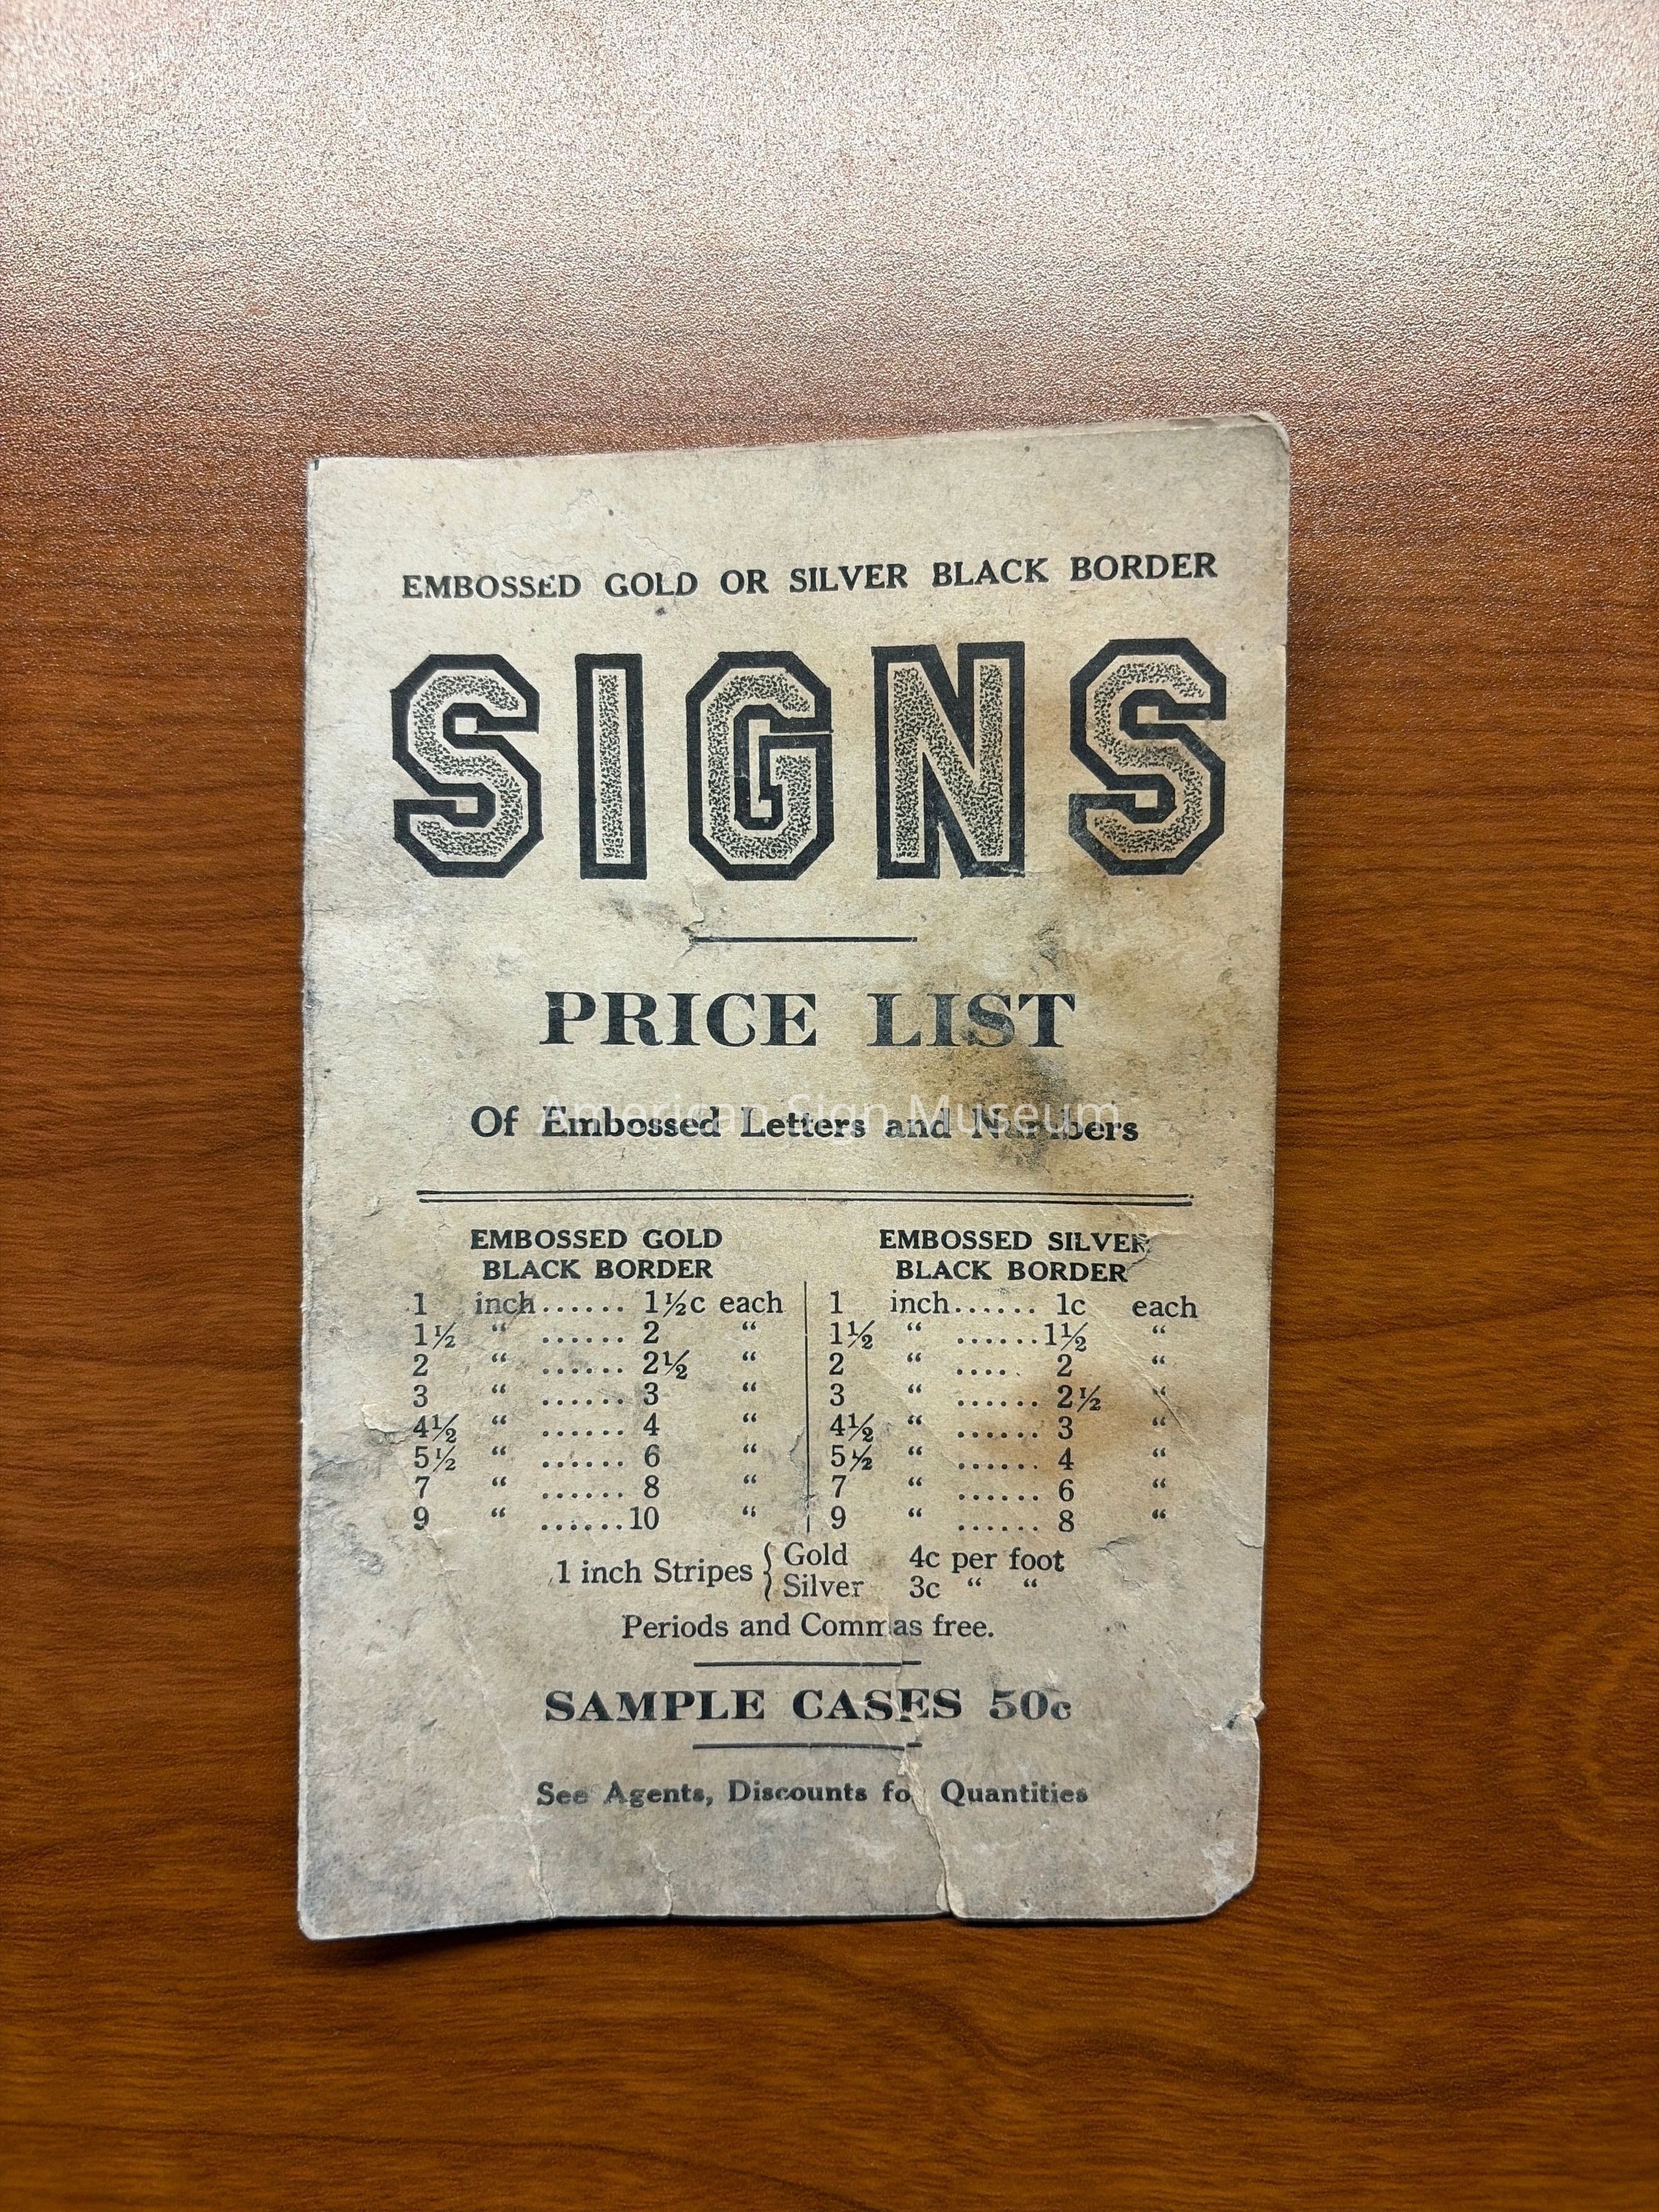 EMBOSSED GOLD OR SILVER BLACK BORDER
SIGNS
PRICE LIST
Of Embossed Letters and Numbers
American Sign Museum
EMBOSSED GOLD
BLACK BORDER
1 inch...... 1½c each
1½ “ ...... 2 “
2 “ ...... 2½ “
3 “ ...... 3 “
4½ “ ...... 4 “
5½ “ ...... 6 “
7 “ ...... 8 “
9 “ ......10 “
EMBOSSED SILVER
BLACK BORDER
1 inch...... 1c each
1½ “ ......1½ “
2 “ .... 2 “
3 “ ...... 2½ “
4½ “ ...... 3 “
5½ “ ...... 4 “
7 “ ...... 6 “
9 “ ...... 8 “
1 inch Stripes { Gold 4c per foot
Silver 3c “ “
Periods and Commas free.
SAMPLE CASES 50c
See Agents, Discounts fo Quantities